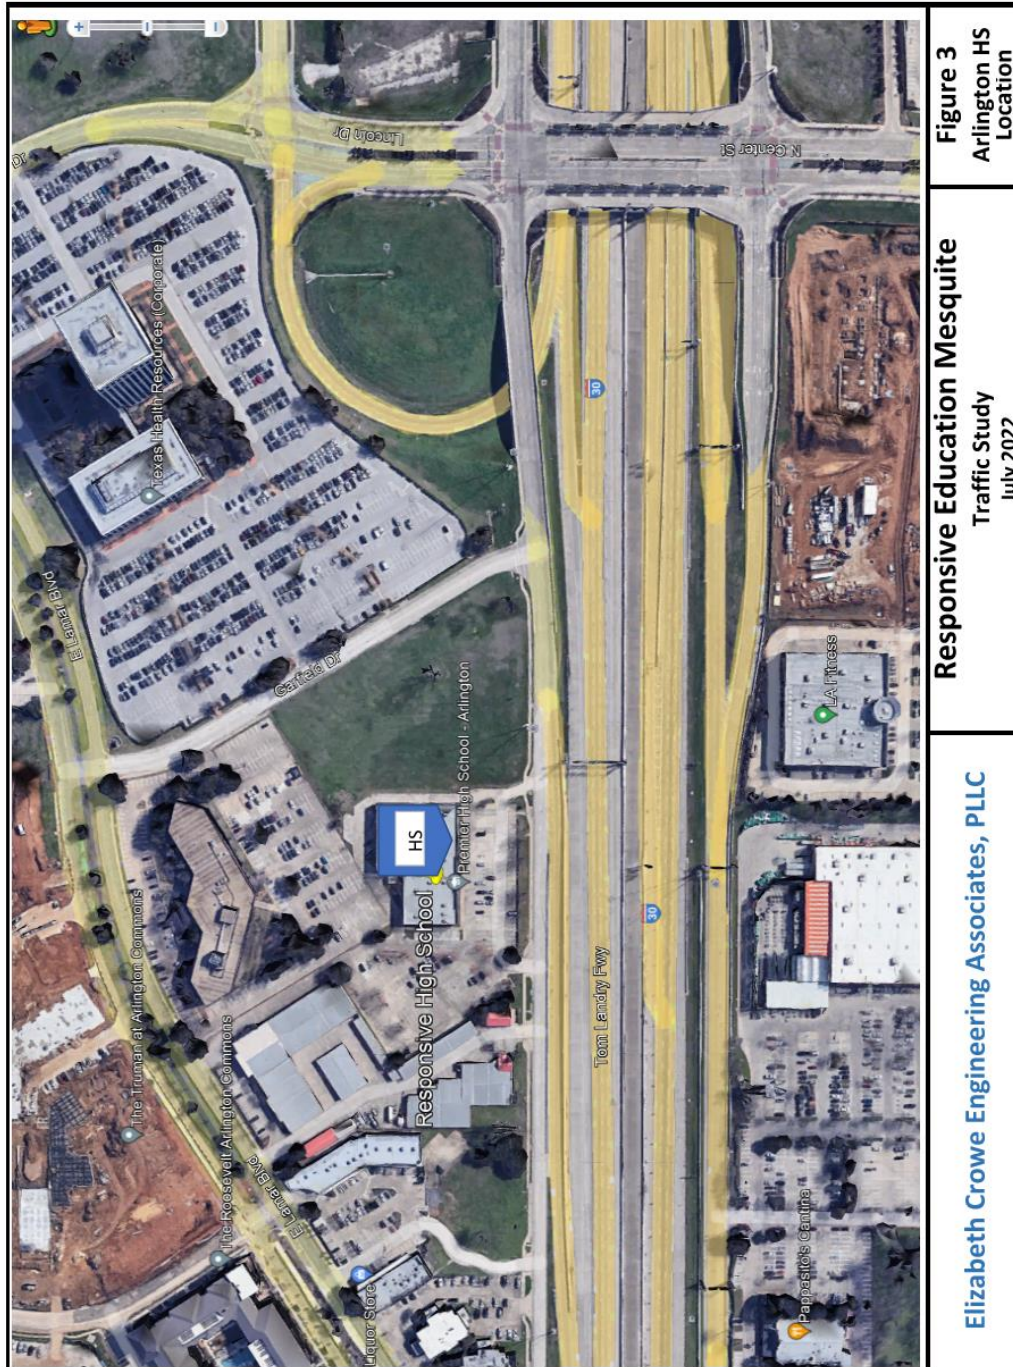 Dr
Lincoln Dr
N Center St
Texas Health Resources (Corporate)
30
E Lamar Blvd
Garfield Dr
Premier High School - Arlington
LA Fitness
HS
Responsive High School
The Truman at Arlington Commons
30
Tom Landry Fwy
The Roosevelt Arlington Commons
E Lamar Blvd
Liquor Store
Pappasito's Cantina
Elizabeth Crowe Engineering Associates, PLLC
Responsive Education Mesquite
Traffic Study
July 2022
Figure 3
Arlington HS
Location